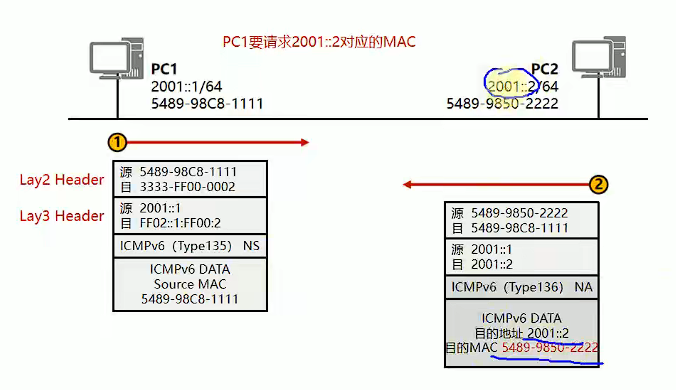 PC1要请求2001::2对应的MAC
PC1
2001::1/64
5489-98C8-1111
PC2
2001::2/64
5489-9850-2222
1
2
Lay2 Header
源 5489-98C8-1111
目 3333-FF00-0002
Lay3 Header
源 2001::1
目 FF02::1:FF00:2
ICMPv6（Type135） NS
ICMPv6 DATA
Source MAC
5489-98C8-1111
源 5489-9850-2222
目 5489-98C8-1111
源 2001::1
目 2001::2
ICMPv6（Type136） NA
ICMPv6 DATA
目的地址 2001::2
目的MAC 5489-9850-2222